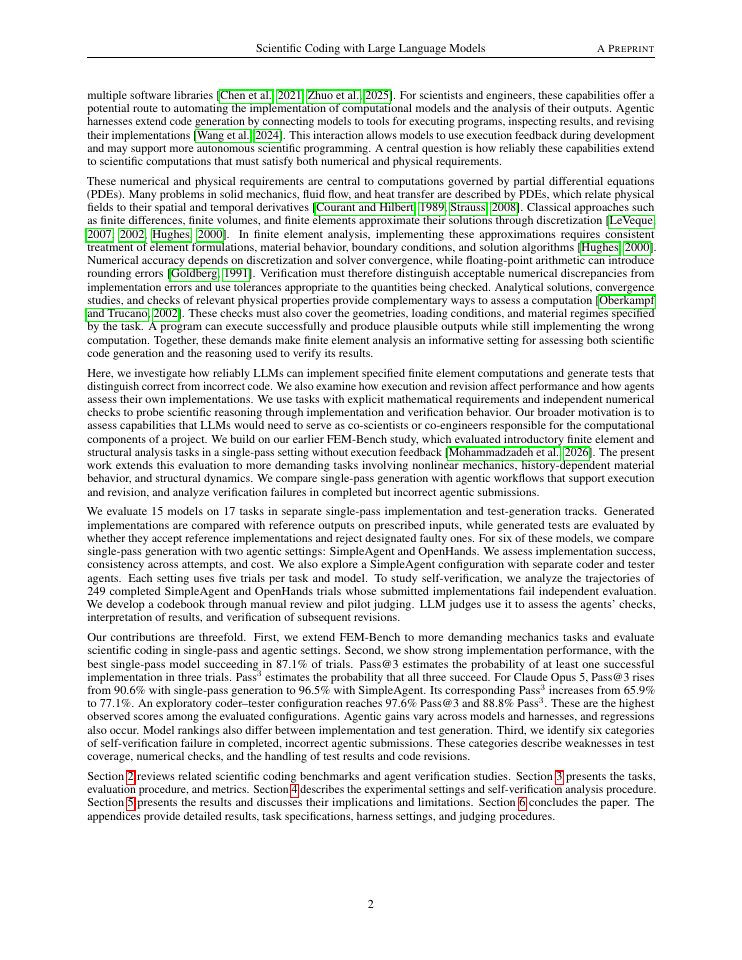 Scientific Coding with Large Language Models A PREPRINT
multiple software libraries [Chen et al., 2021, Zhuo et al., 2025]. For scientists and engineers, these capabilities offer a
potential route to automating the implementation of computational models and the analysis of their outputs. Agentic
harnesses extend code generation by connecting models to tools for executing programs, inspecting results, and revising
their implementations [Wang et al., 2024]. This interaction allows models to use execution feedback during development
and may support more autonomous scientific programming. A central question is how reliably these capabilities extend
to scientific computations that must satisfy both numerical and physical requirements.
These numerical and physical requirements are central to computations governed by partial differential equations
(PDEs). Many problems in solid mechanics, fluid flow, and heat transfer are described by PDEs, which relate physical
fields to their spatial and temporal derivatives [Courant and Hilbert, 1989, Strauss, 2008]. Classical approaches such
as finite differences, finite volumes, and finite elements approximate their solutions through discretization [LeVeque,
2007, 2002, Hughes, 2000]. In finite element analysis, implementing these approximations requires consistent
treatment of element formulations, material behavior, boundary conditions, and solution algorithms [Hughes, 2000].
Numerical accuracy depends on discretization and solver convergence, while floating-point arithmetic can introduce
rounding errors [Goldberg, 1991]. Verification must therefore distinguish acceptable numerical discrepancies from
implementation errors and use tolerances appropriate to the quantities being checked. Analytical solutions, convergence
studies, and checks of relevant physical properties provide complementary ways to assess a computation [Oberkampf
and Trucano, 2002]. These checks must also cover the geometries, loading conditions, and material regimes specified
by the task. A program can execute successfully and produce plausible outputs while still implementing the wrong
computation. Together, these demands make finite element analysis an informative setting for assessing both scientific
code generation and the reasoning used to verify its results.
Here, we investigate how reliably LLMs can implement specified finite element computations and generate tests that
distinguish correct from incorrect code. We also examine how execution and revision affect performance and how agents
assess their own implementations. We use tasks with explicit mathematical requirements and independent numerical
checks to probe scientific reasoning through implementation and verification behavior. Our broader motivation is to
assess capabilities that LLMs would need to serve as co-scientists or co-engineers responsible for the computational
components of a project. We build on our earlier FEM-Bench study, which evaluated introductory finite element and
structural analysis tasks in a single-pass setting without execution feedback [Mohammadzadeh et al., 2026]. The present
work extends this evaluation to more demanding tasks involving nonlinear mechanics, history-dependent material
behavior, and structural dynamics. We compare single-pass generation with agentic workflows that support execution
and revision, and analyze verification failures in completed but incorrect agentic submissions.
We evaluate 15 models on 17 tasks in separate single-pass implementation and test-generation tracks. Generated
implementations are compared with reference outputs on prescribed inputs, while generated tests are evaluated by
whether they accept reference implementations and reject designated faulty ones. For six of these models, we compare
single-pass generation with two agentic settings: SimpleAgent and OpenHands. We assess implementation success,
consistency across attempts, and cost. We also explore a SimpleAgent configuration with separate coder and tester
agents. Each setting uses five trials per task and model. To study self-verification, we analyze the trajectories of
249 completed SimpleAgent and OpenHands trials whose submitted implementations fail independent evaluation.
We develop a codebook through manual review and pilot judging. LLM judges use it to assess the agents' checks,
interpretation of results, and verification of subsequent revisions.
Our contributions are threefold. First, we extend FEM-Bench to more demanding mechanics tasks and evaluate
scientific coding in single-pass and agentic settings. Second, we show strong implementation performance, with the
best single-pass model succeeding in 87.1% of trials. Pass@3 estimates the probability of at least one successful
implementation in three trials. Pass^3 estimates the probability that all three succeed. For Claude Opus 5, Pass@3 rises
from 90.6% with single-pass generation to 96.5% with SimpleAgent. Its corresponding Pass^3 increases from 65.9%
to 77.1%. An exploratory coder–tester configuration reaches 97.6% Pass@3 and 88.8% Pass^3. These are the highest
observed scores among the evaluated configurations. Agentic gains vary across models and harnesses, and regressions
also occur. Model rankings also differ between implementation and test generation. Third, we identify six categories
of self-verification failure in completed, incorrect agentic submissions. These categories describe weaknesses in test
coverage, numerical checks, and the handling of test results and code revisions.
Section 2 reviews related scientific coding benchmarks and agent verification studies. Section 3 presents the tasks,
evaluation procedure, and metrics. Section 4 describes the experimental settings and self-verification analysis procedure.
Section 5 presents the results and discusses their implications and limitations. Section 6 concludes the paper. The
appendices provide detailed results, task specifications, harness settings, and judging procedures.
2